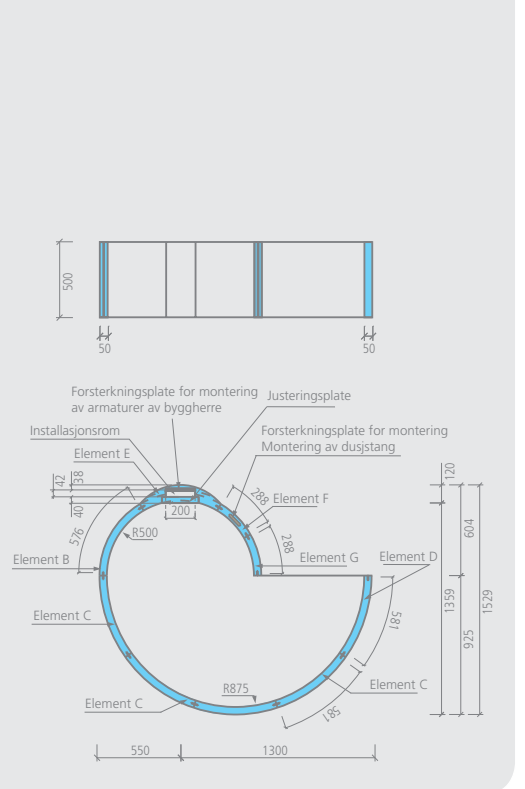 500
50
50
Forsterkningsplate for montering
av armaturer av byggherre
Justeringsplate
Installasjonsrom
Forsterkningsplate for montering
Montering av dusjstang
Element E
42
38
40
120
288
Element F
200
604
576
R500
288
Element B
Element G
Element D
1359
1529
Element C
581
925
R875
Element C
Element C
581
550
1300